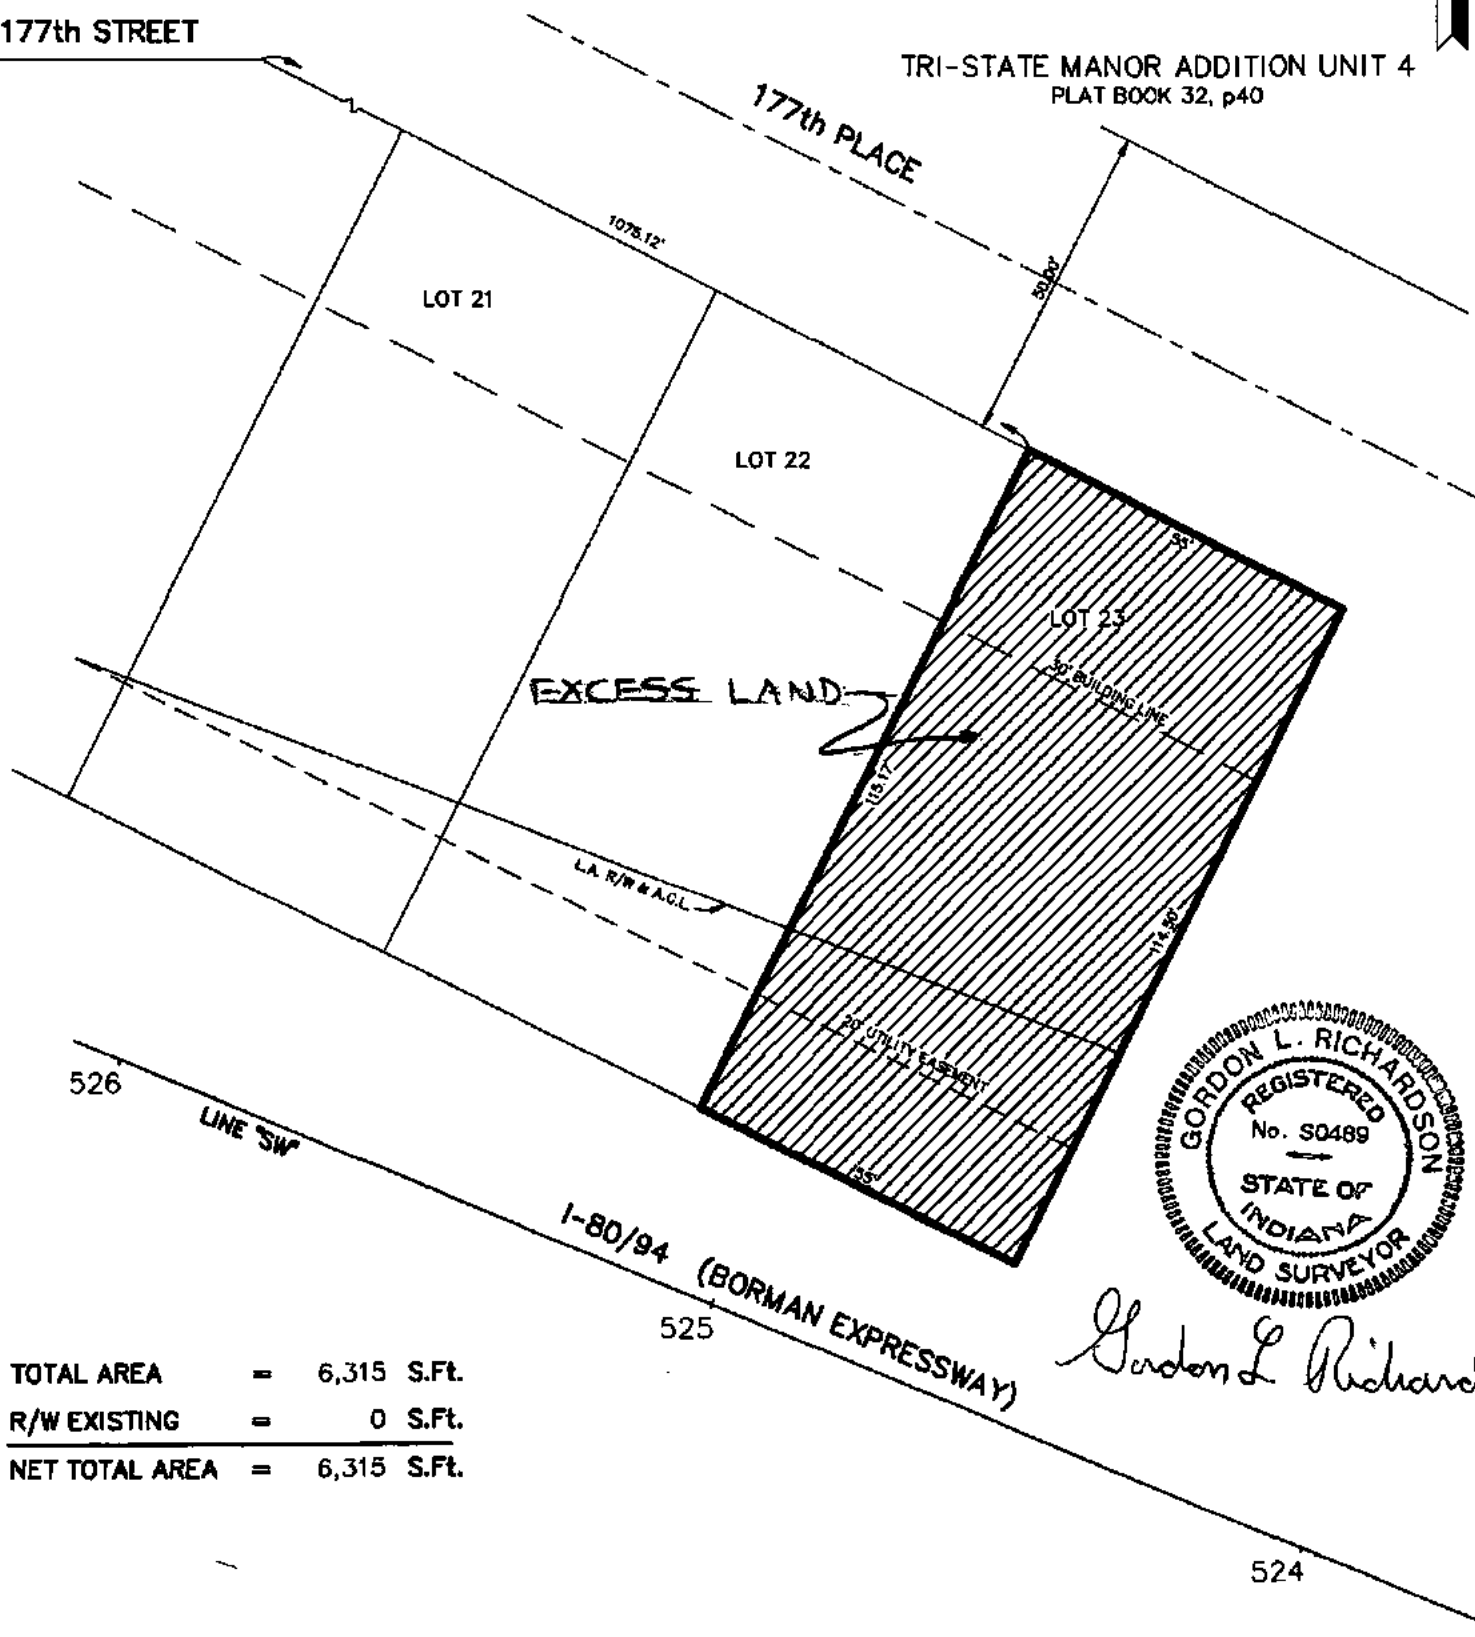 177th STREET
TRI-STATE MANOR ADDITION UNIT 4
PLAT BOOK 32, p40
177th PLACE
1075.12'
50.00'
LOT 21
LOT 22
55'
LOT 23
30' BUILDING LINE
EXCESS LAND
115.17'
L.A. R/W & A.C.L.
114.50'
20' UTILITY EASEMENT
55'
526
LINE "SW"
I-80/94 (BORMAN EXPRESSWAY)
525
524
GORDON L. RICHARDSON
REGISTERED
No. S0489
STATE OF
INDIANA
LAND SURVEYOR
Gordon L Richard
TOTAL AREA = 6,315 S.Ft.
R/W EXISTING = 0 S.Ft.
NET TOTAL AREA = 6,315 S.Ft.